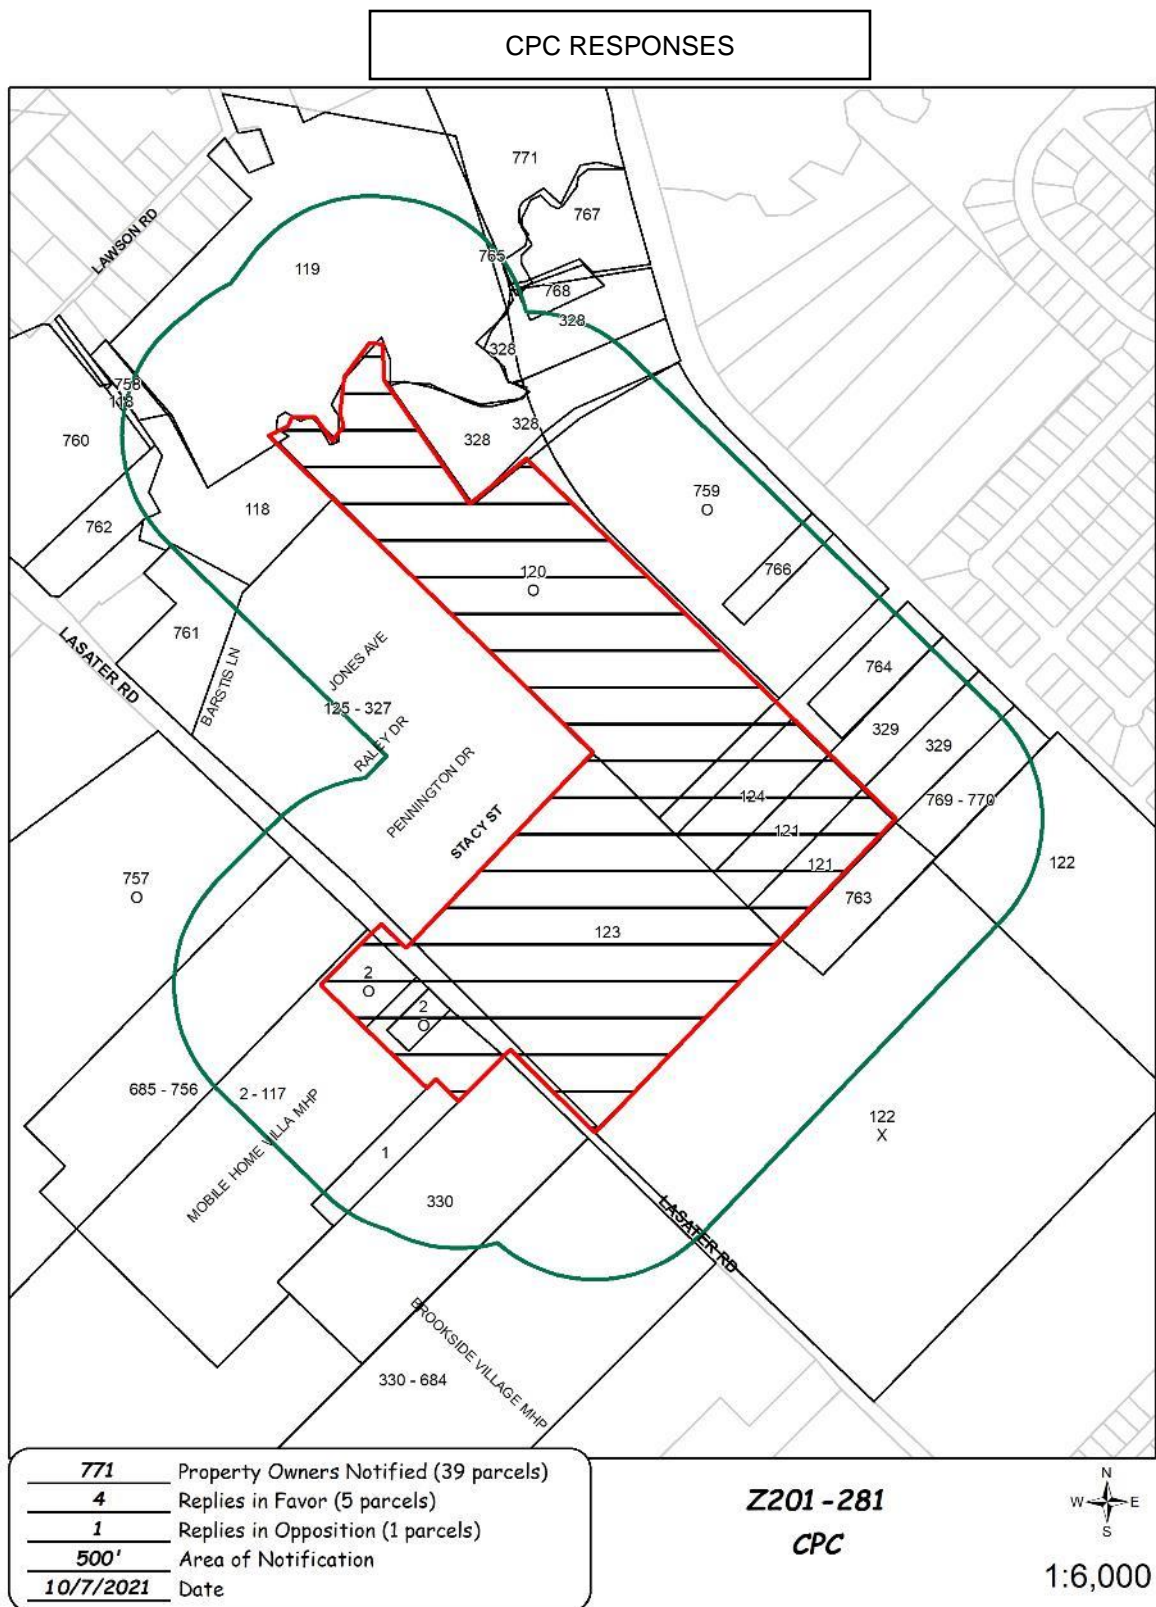 CPC RESPONSES
771
767
LAWSON RD
765
119
768
328
328
758
118
760
328
328
759
O
762
118
766
120
O
761
JONES AVE
LASATER RD
BARSTIS LN
764
125 - 327
RALEY DR
329
329
PENNINGTON DR
124
769 - 770
STACY ST
121
121
122
757
O
763
123
2
O
2
O
685 - 756
2 - 117
122
X
MOBILE HOME VILLA MHP
1
330
LASATER RD
BROOKSIDE VILLAGE MHP
330 - 684
771 Property Owners Notified (39 parcels)
4 Replies in Favor (5 parcels)
1 Replies in Opposition (1 parcels)
500' Area of Notification
10/7/2021 Date
Z201-281
CPC
N
W E
S
1:6,000